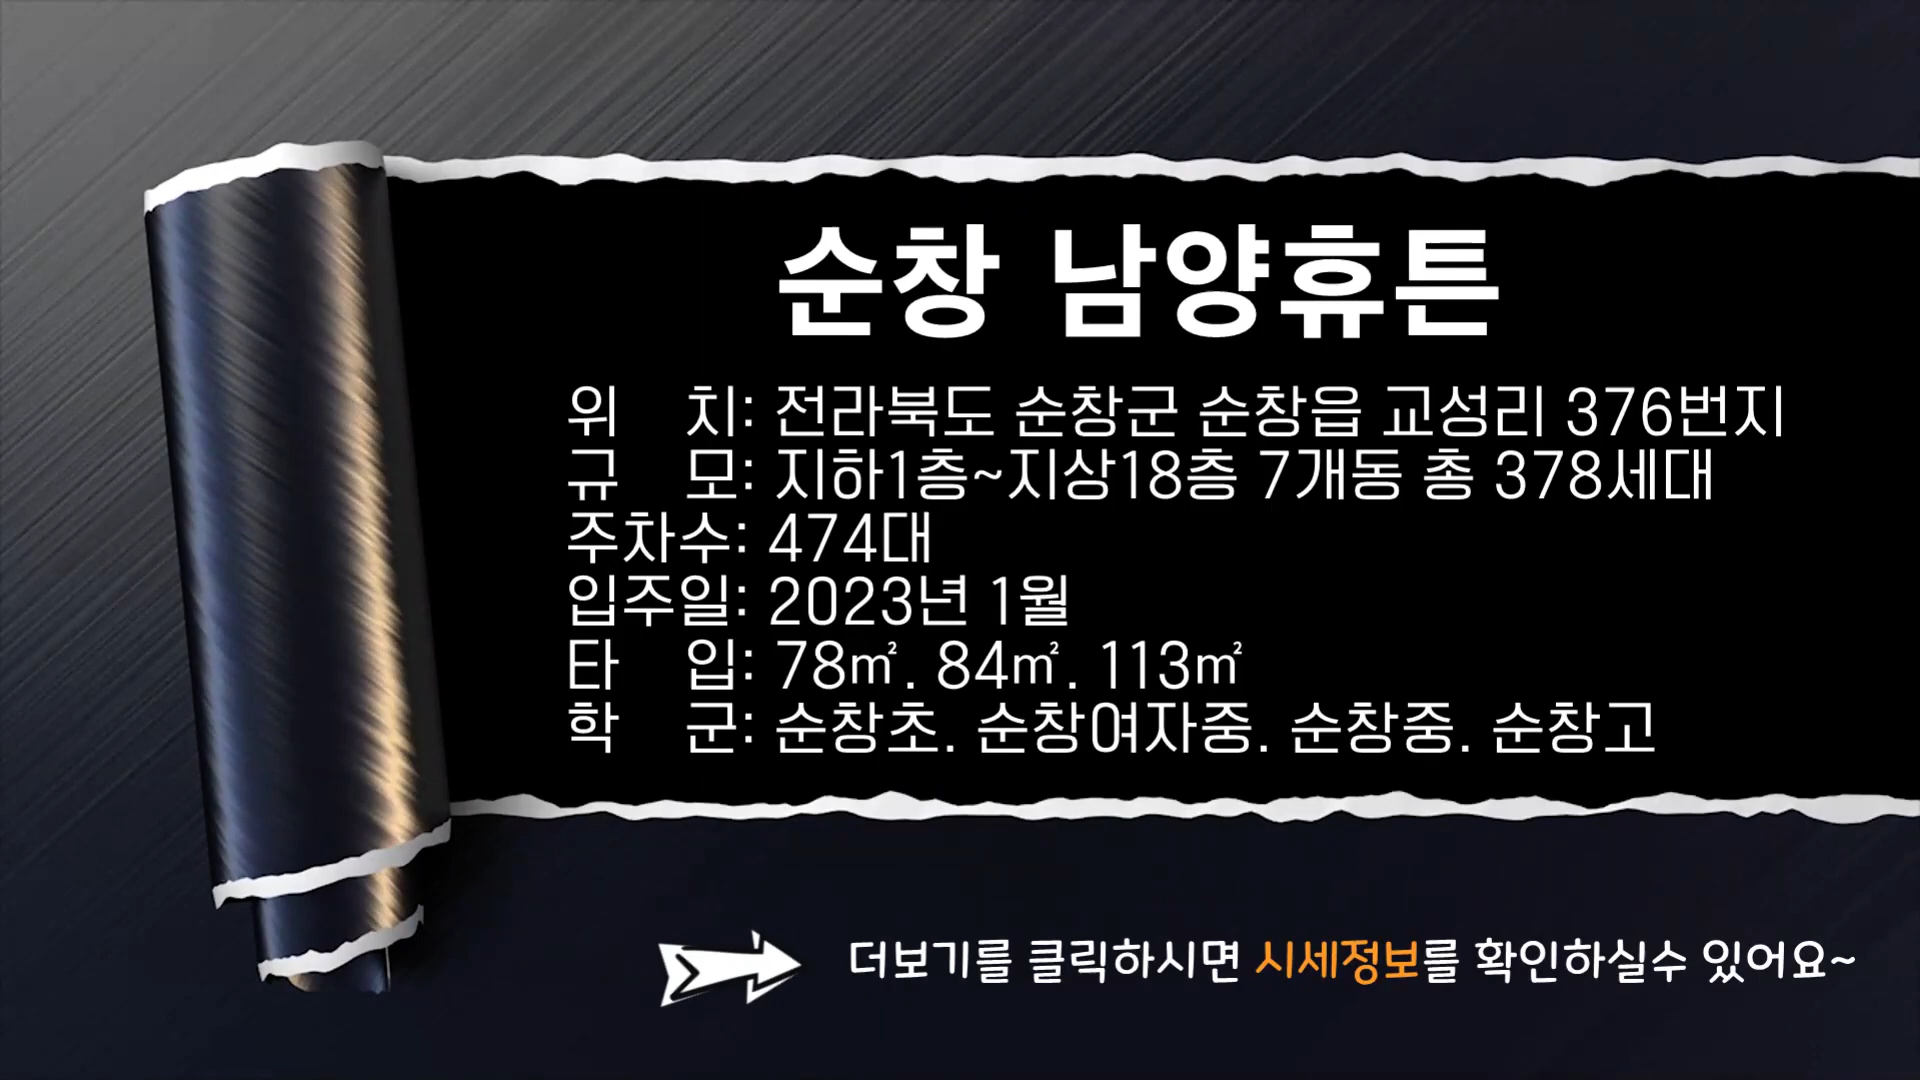 순창 남양휴튼
위 치: 전라북도 순창군 순창읍 교성리 376번지
규 모: 지하1층~지상18층 7개동 총 378세대
주차수: 474대
입주일: 2023년 1월
타 입: 78㎡. 84㎡. 113㎡
학 군: 순창초. 순창여자중. 순창중. 순창고
더보기를 클릭하시면 시세정보를 확인하실수 있어요~